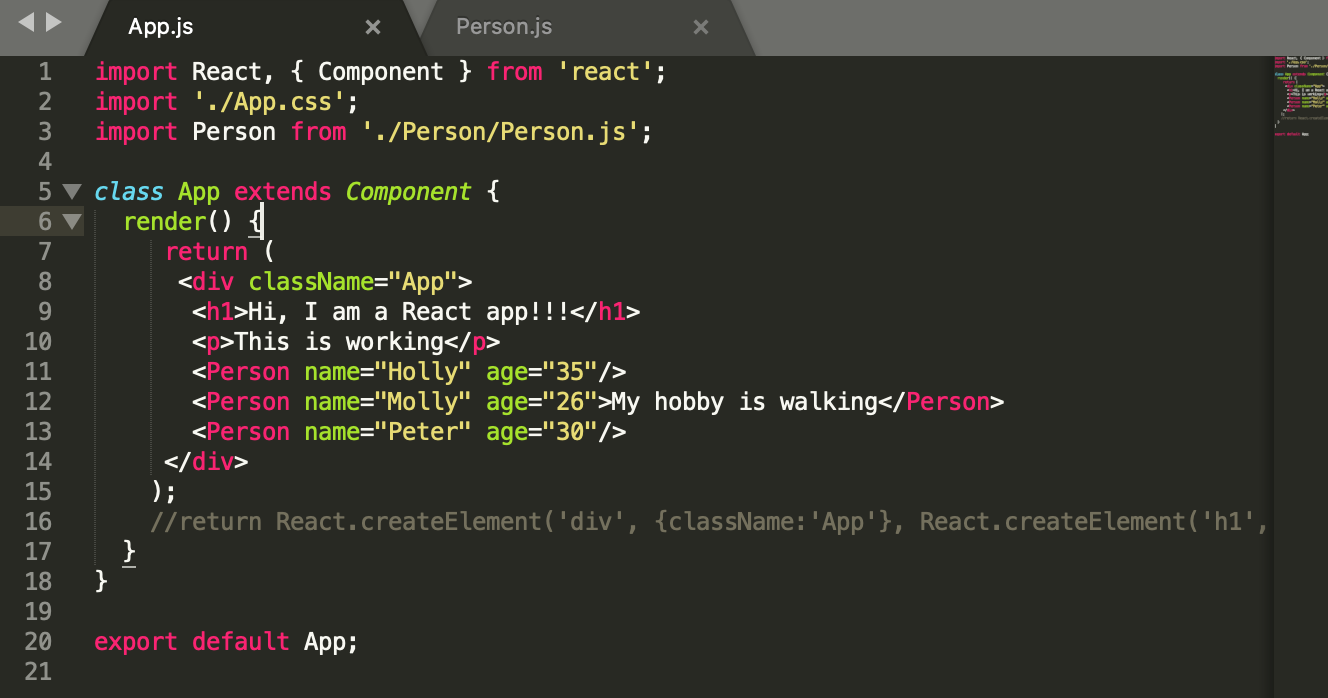 App.js × Person.js ×
1 import React, { Component } from 'react';
2 import './App.css';
3 import Person from './Person/Person.js';
4
5 class App extends Component {
6 render() {
7 return (
8 <div className="App">
9 <h1>Hi, I am a React app!!!</h1>
10 <p>This is working</p>
11 <Person name="Holly" age="35"/>
12 <Person name="Molly" age="26">My hobby is walking</Person>
13 <Person name="Peter" age="30"/>
14 </div>
15 );
16 //return React.createElement('div', {className:'App'}, React.createElement('h1',
17 }
18 }
19
20 export default App;
21